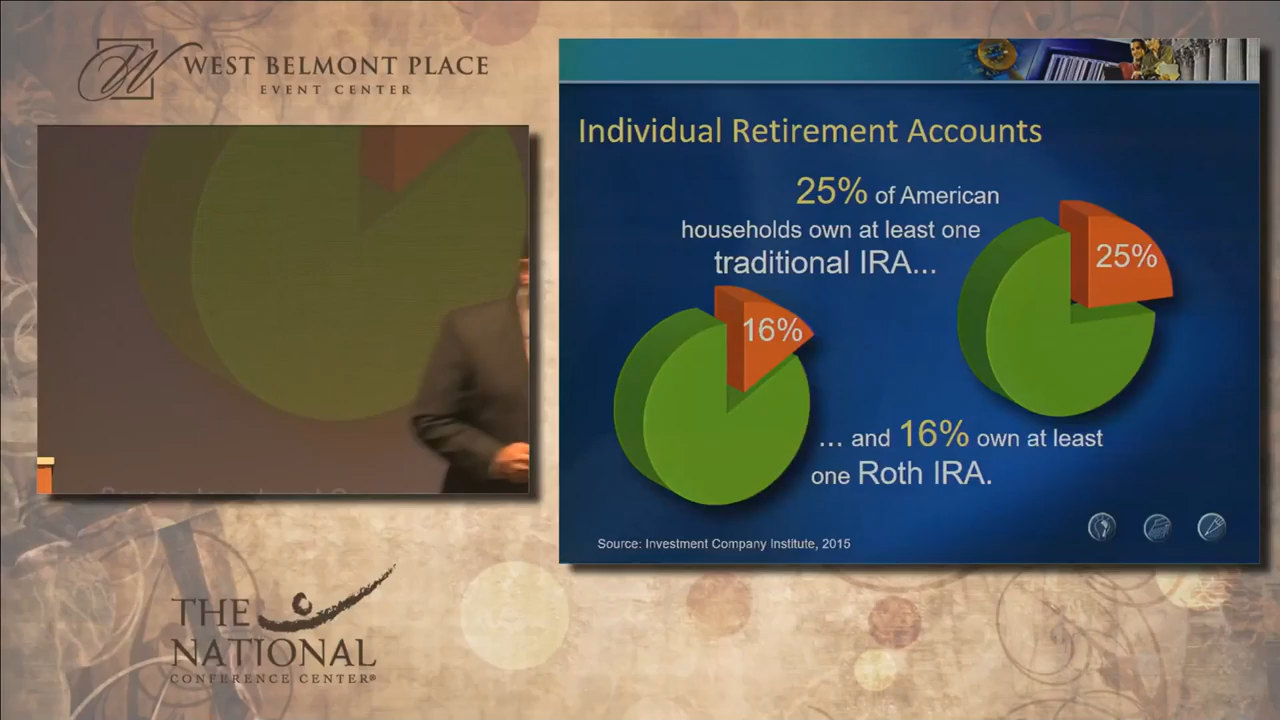 WEST BELMONT PLACE
EVENT CENTER
Individual Retirement Accounts
25% of American
households own at least one
traditional IRA...
25%
16%
... and 16% own at least
one Roth IRA.
Source: Investment Company Institute, 2015
THE
NATIONAL
CONFERENCE CENTER®